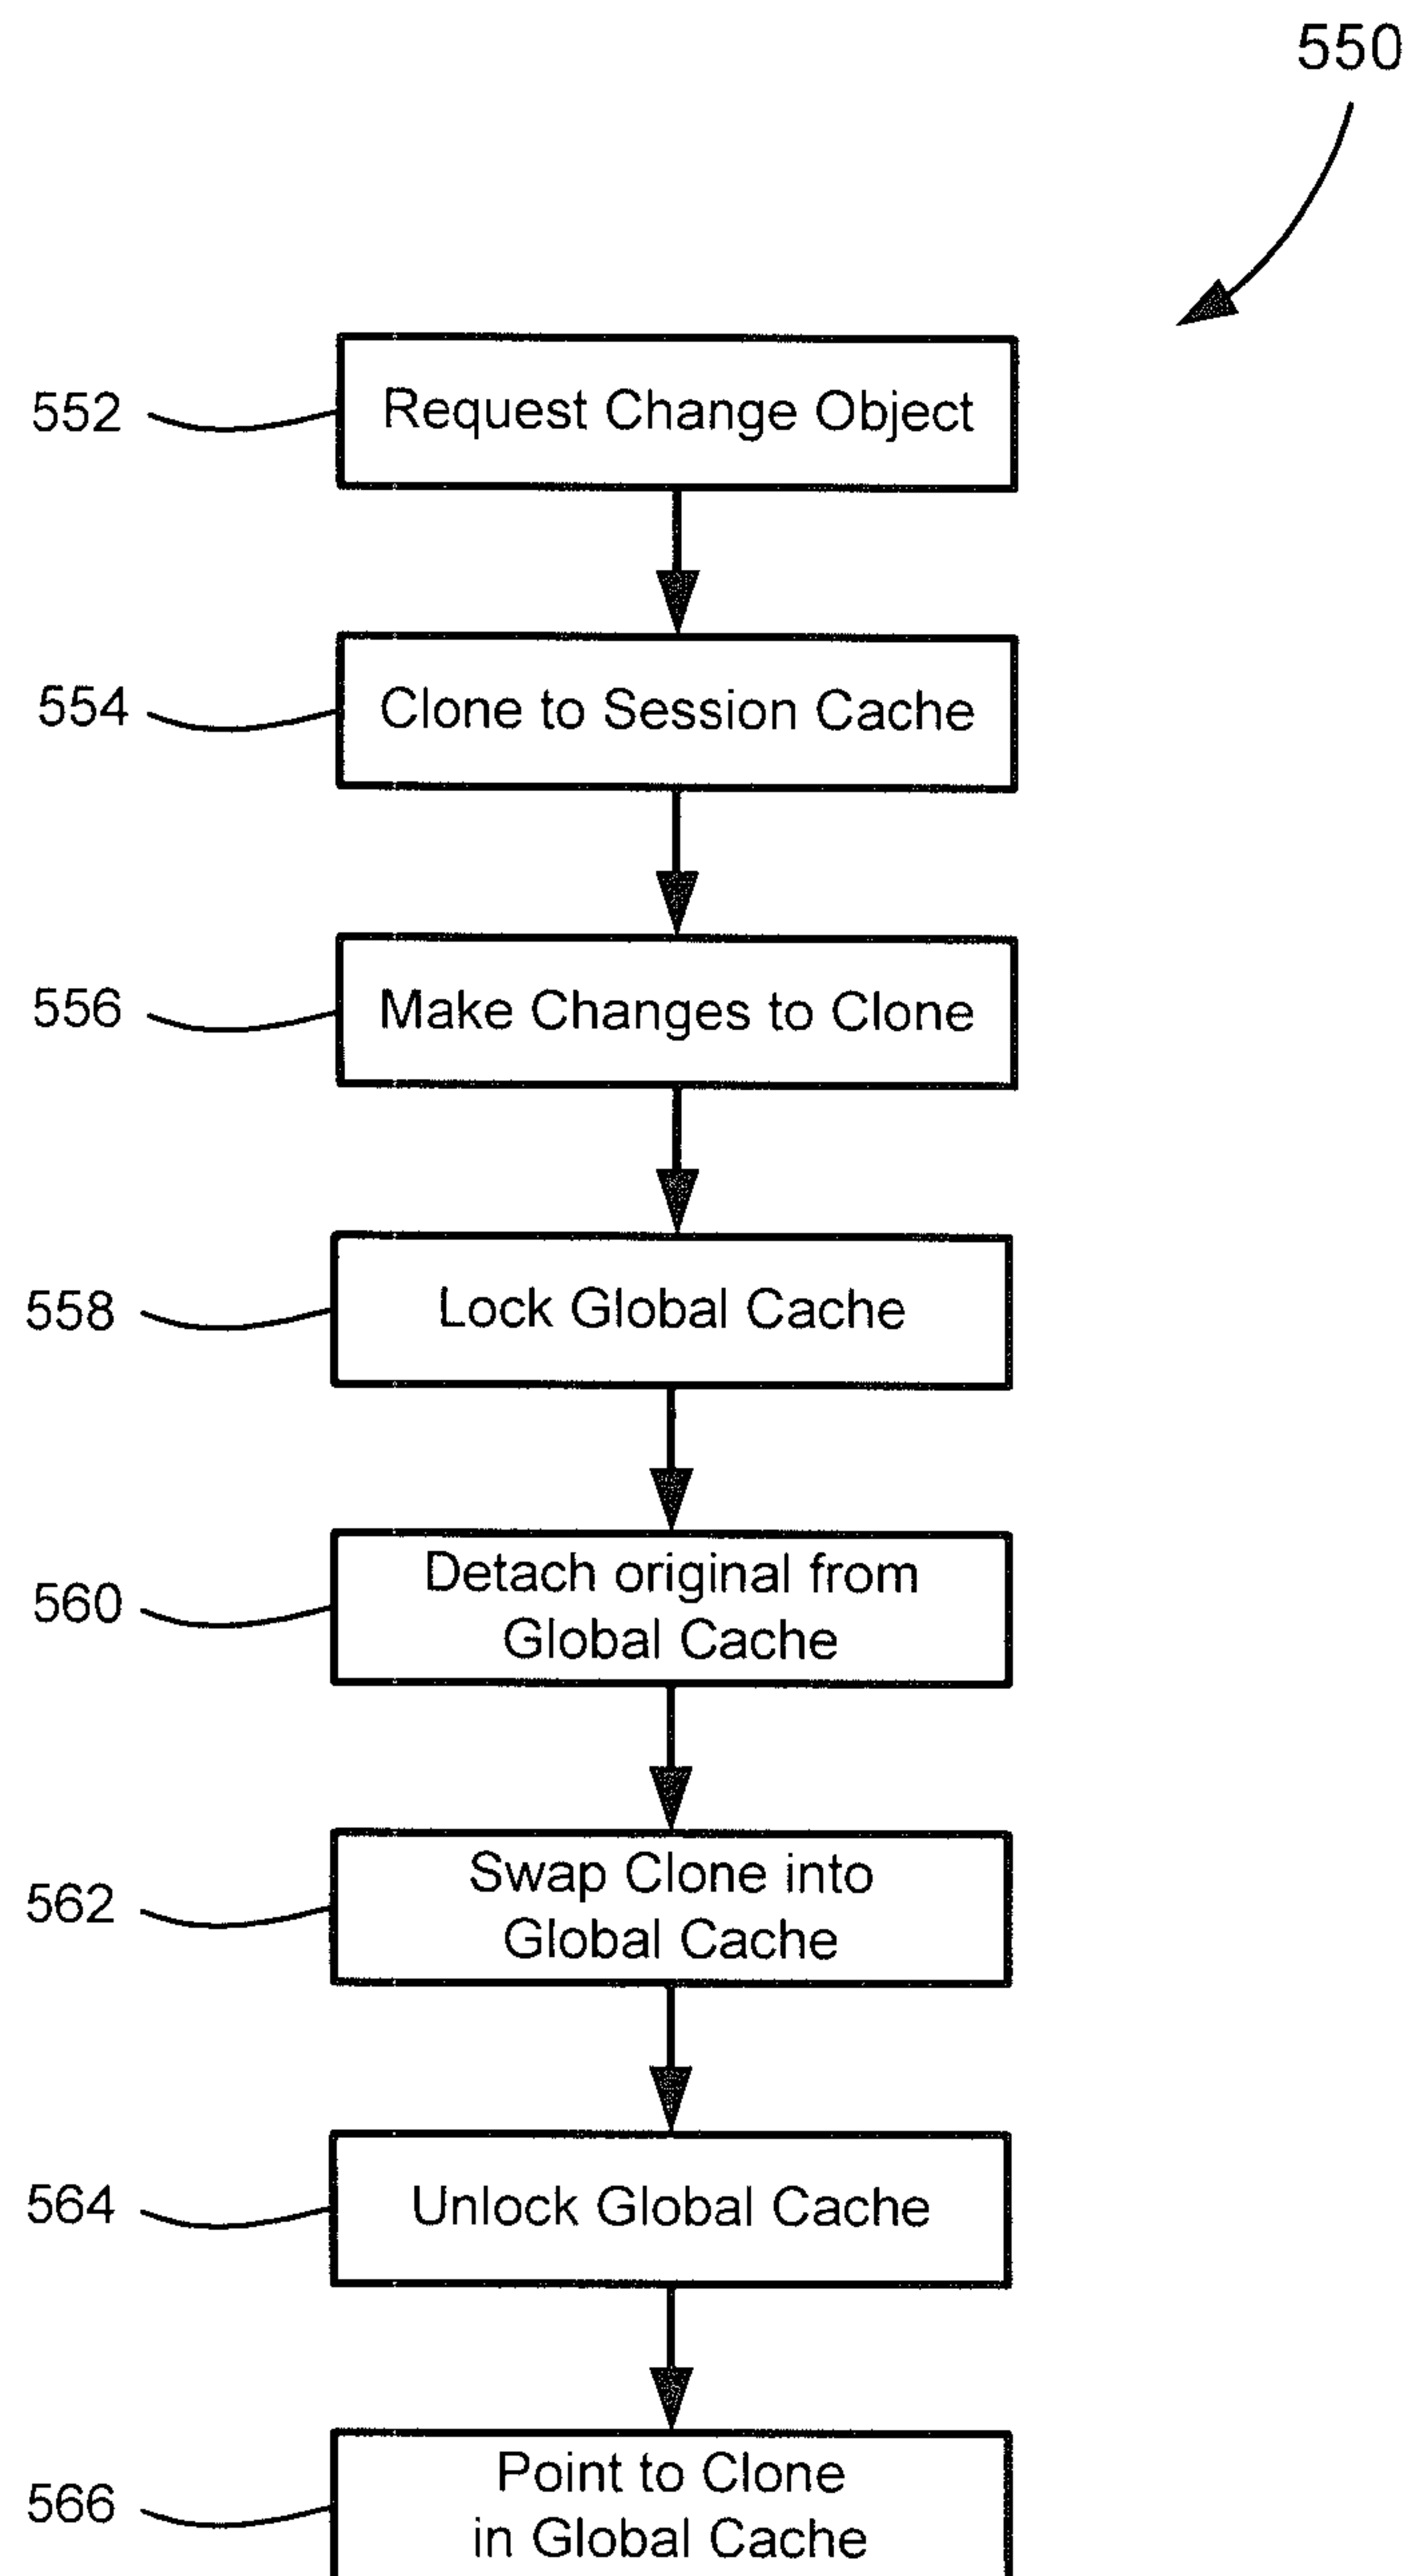 550
552 Request Change Object
554 Clone to Session Cache
556 Make Changes to Clone
558 Lock Global Cache
560 Detach original from
Global Cache
562 Swap Clone into
Global Cache
564 Unlock Global Cache
566 Point to Clone
in Global Cache